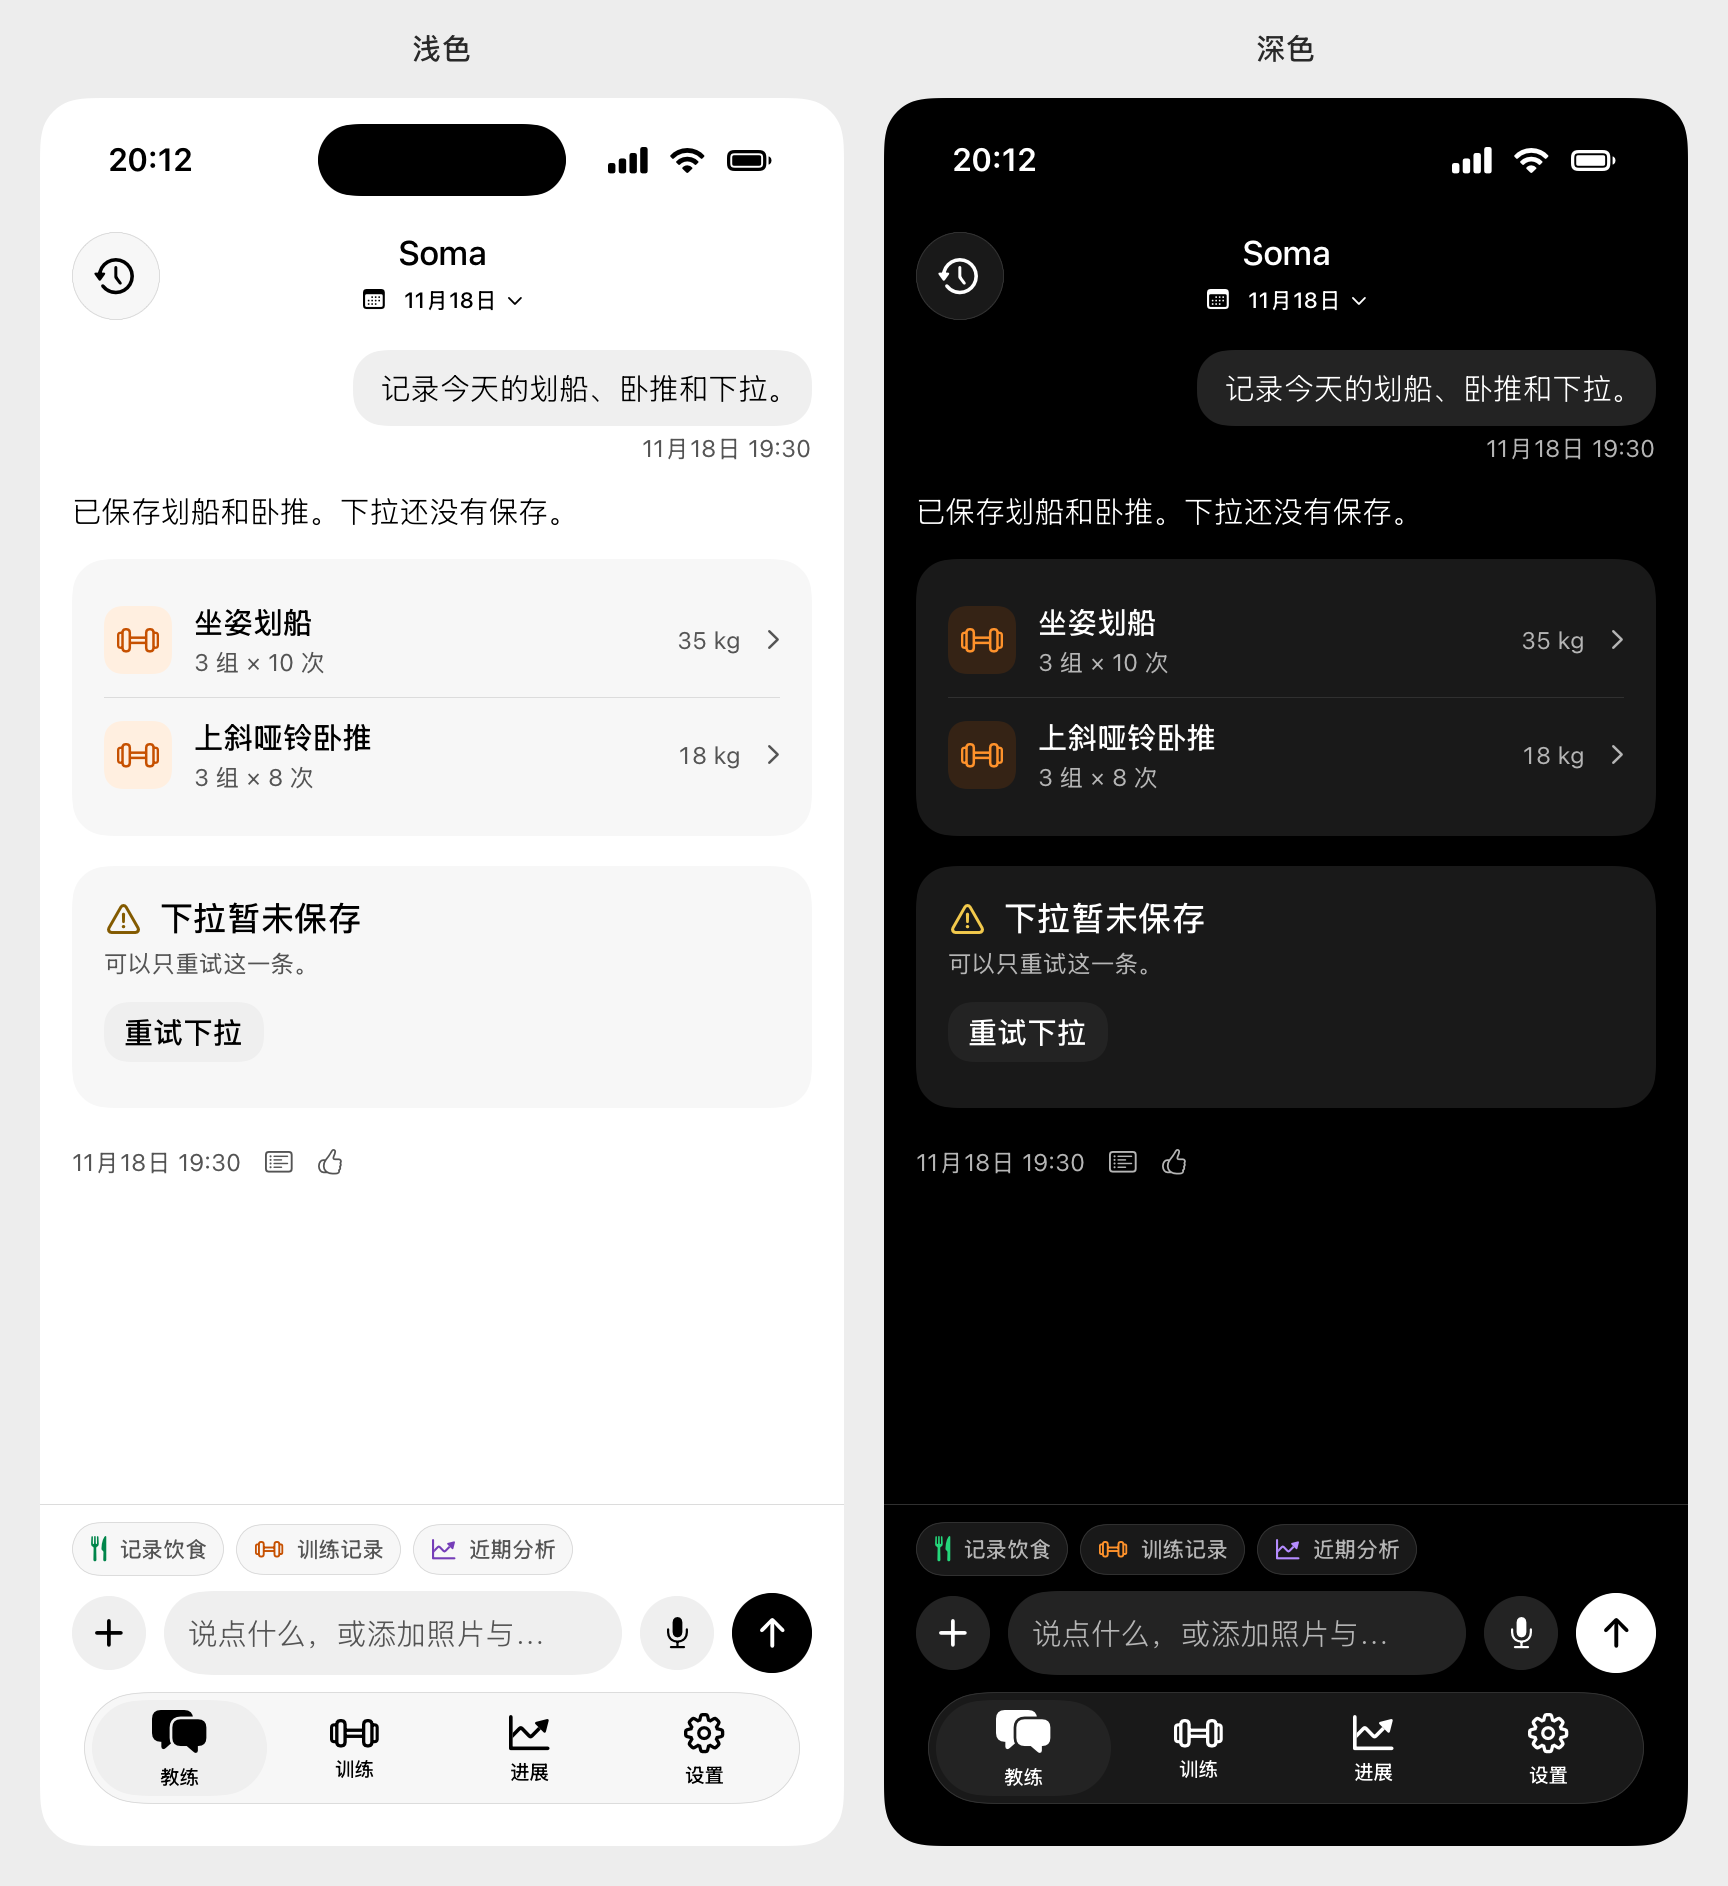 浅色
20:12
Soma
11月18日
记录今天的划船、卧推和下拉。
11月18日 19:30
已保存划船和卧推。下拉还没有保存。
坐姿划船
3 组 × 10 次
35 kg
上斜哑铃卧推
3 组 × 8 次
18 kg
下拉暂未保存
可以只重试这一条。
重试下拉
11月18日 19:30
记录饮食
训练记录
近期分析
说点什么，或添加照片与…
教练
训练
进展
设置
深色
20:12
Soma
11月18日
记录今天的划船、卧推和下拉。
11月18日 19:30
已保存划船和卧推。下拉还没有保存。
坐姿划船
3 组 × 10 次
35 kg
上斜哑铃卧推
3 组 × 8 次
18 kg
下拉暂未保存
可以只重试这一条。
重试下拉
11月18日 19:30
记录饮食
训练记录
近期分析
说点什么，或添加照片与…
教练
训练
进展
设置